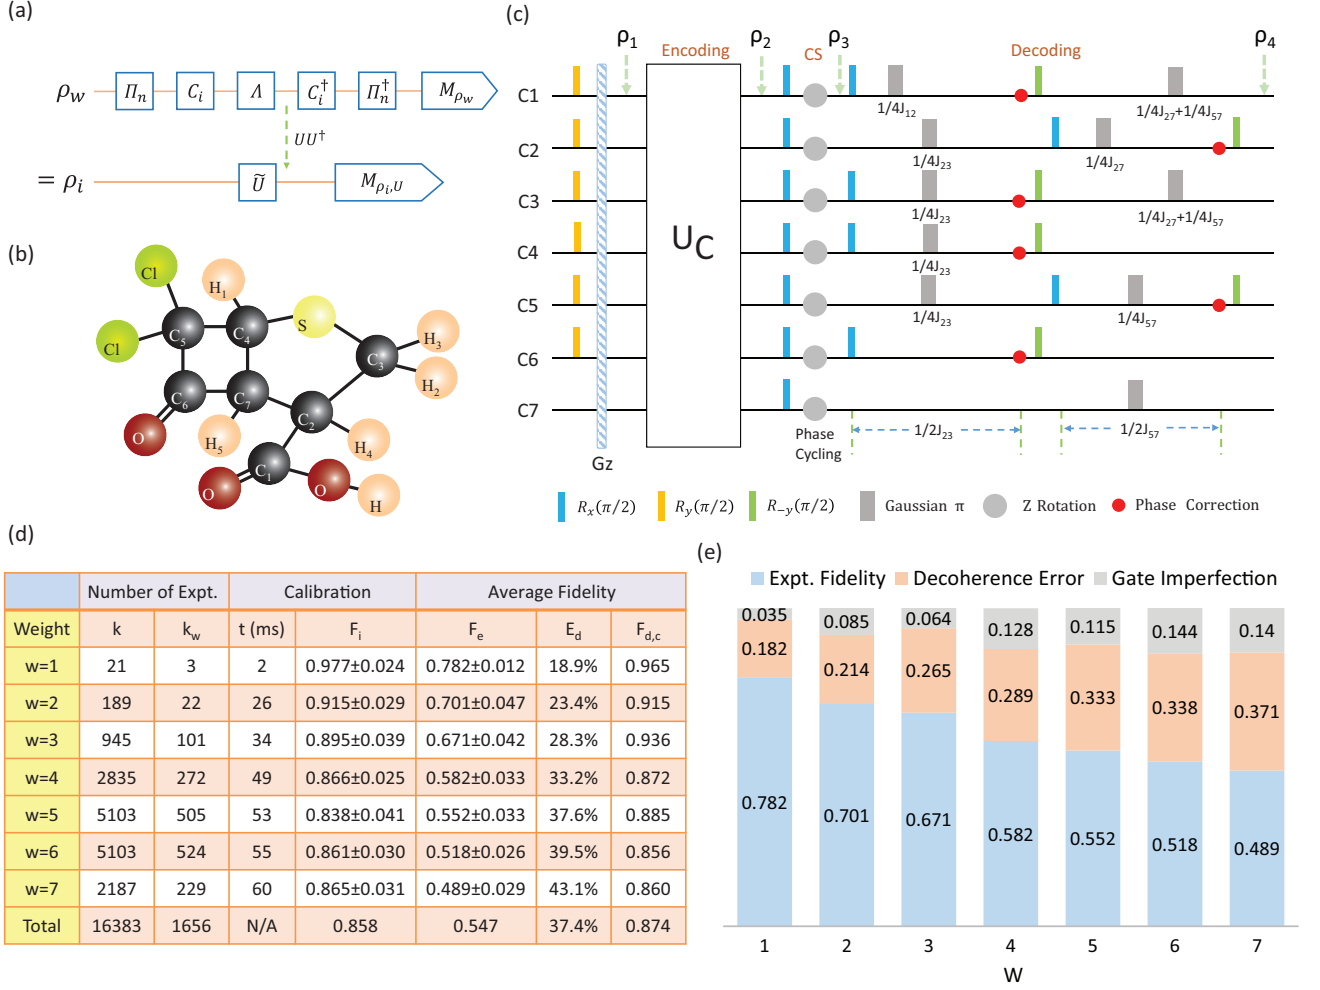 (a)
ρw Πn Ci Λ Ci† Πn† Mρw
UU†
= ρi Ũ Mρi,U
(b)
Cl
H1
Cl
C5
C4
S
H3
C3
H2
C6
C7
C2
O
H5
H4
C1
O
O
H
(c)
ρ1 ρ2 ρ3 ρ4
Encoding CS Decoding
C1
1/4J12 1/4J27+1/4J57
C2
1/4J23 1/4J27
C3
1/4J23 1/4J27+1/4J57
C4
UC
1/4J23
C5
1/4J23 1/4J57
C6
C7
Phase
Cycling
1/2J23 1/2J57
Gz
Rx(π/2) Ry(π/2) R−y(π/2) Gaussian π Z Rotation Phase Correction
(d)
Number of Expt. Calibration Average Fidelity
Weight k kw t (ms) Fi Fe Ed Fd,c
w=1 21 3 2 0.977±0.024 0.782±0.012 18.9% 0.965
w=2 189 22 26 0.915±0.029 0.701±0.047 23.4% 0.915
w=3 945 101 34 0.895±0.039 0.671±0.042 28.3% 0.936
w=4 2835 272 49 0.866±0.025 0.582±0.033 33.2% 0.872
w=5 5103 505 53 0.838±0.041 0.552±0.033 37.6% 0.885
w=6 5103 524 55 0.861±0.030 0.518±0.026 39.5% 0.856
w=7 2187 229 60 0.865±0.031 0.489±0.029 43.1% 0.860
Total 16383 1656 N/A 0.858 0.547 37.4% 0.874
(e)
Expt. Fidelity Decoherence Error Gate Imperfection
0.035 0.085 0.064 0.128 0.115 0.144 0.14
0.182 0.214 0.265 0.289 0.333 0.338 0.371
0.782 0.701 0.671 0.582 0.552 0.518 0.489
1 2 3 4 5 6 7
W